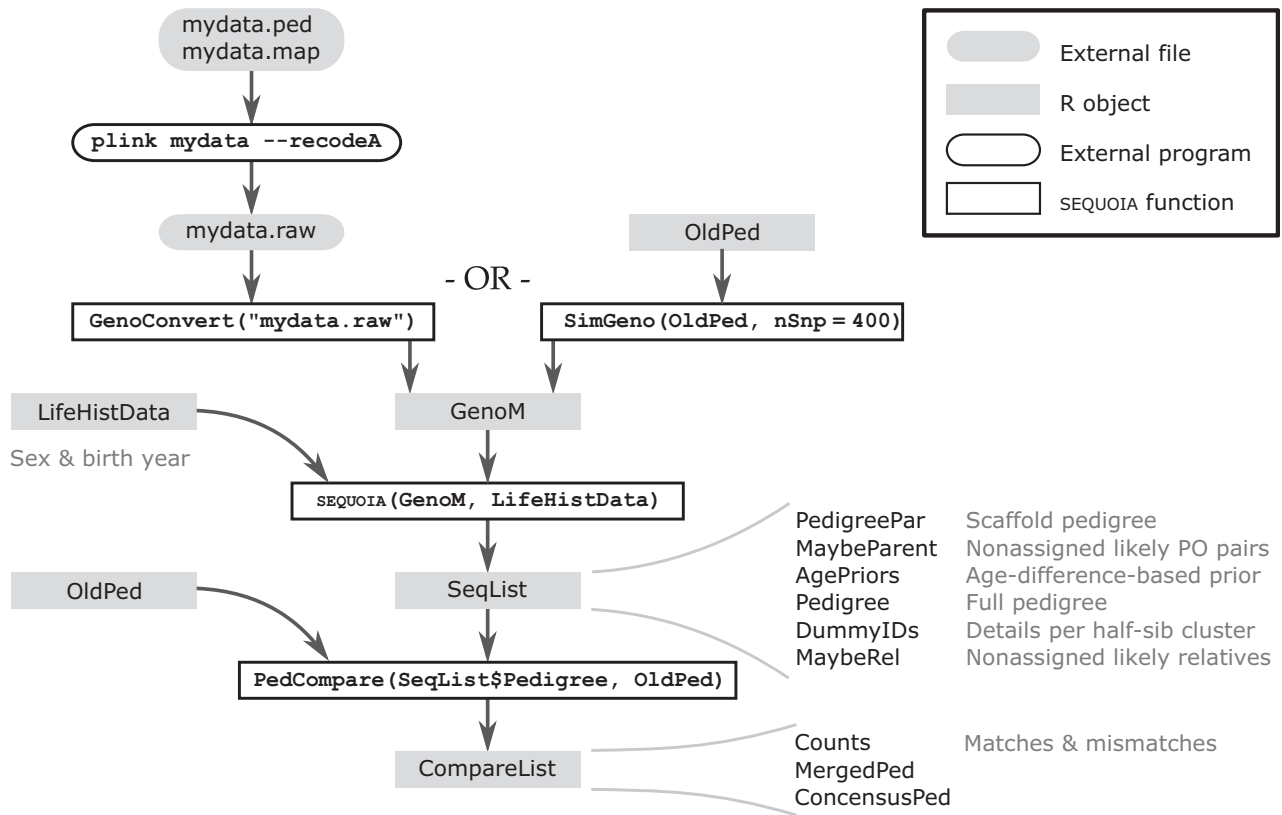 mydata.ped
mydata.map
External file
R object
plink mydata --recodeA
External program
SEQUOIA function
mydata.raw
OldPed
- OR -
GenoConvert("mydata.raw")
SimGeno(OldPed, nSnp = 400)
LifeHistData
GenoM
Sex & birth year
SEQUOIA(GenoM, LifeHistData)
PedigreePar Scaffold pedigree
MaybeParent Nonassigned likely PO pairs
AgePriors Age-difference-based prior
Pedigree Full pedigree
DummyIDs Details per half-sib cluster
MaybeRel Nonassigned likely relatives
OldPed
SeqList
PedCompare(SeqList$Pedigree, OldPed)
CompareList
Counts Matches & mismatches
MergedPed
ConcensusPed